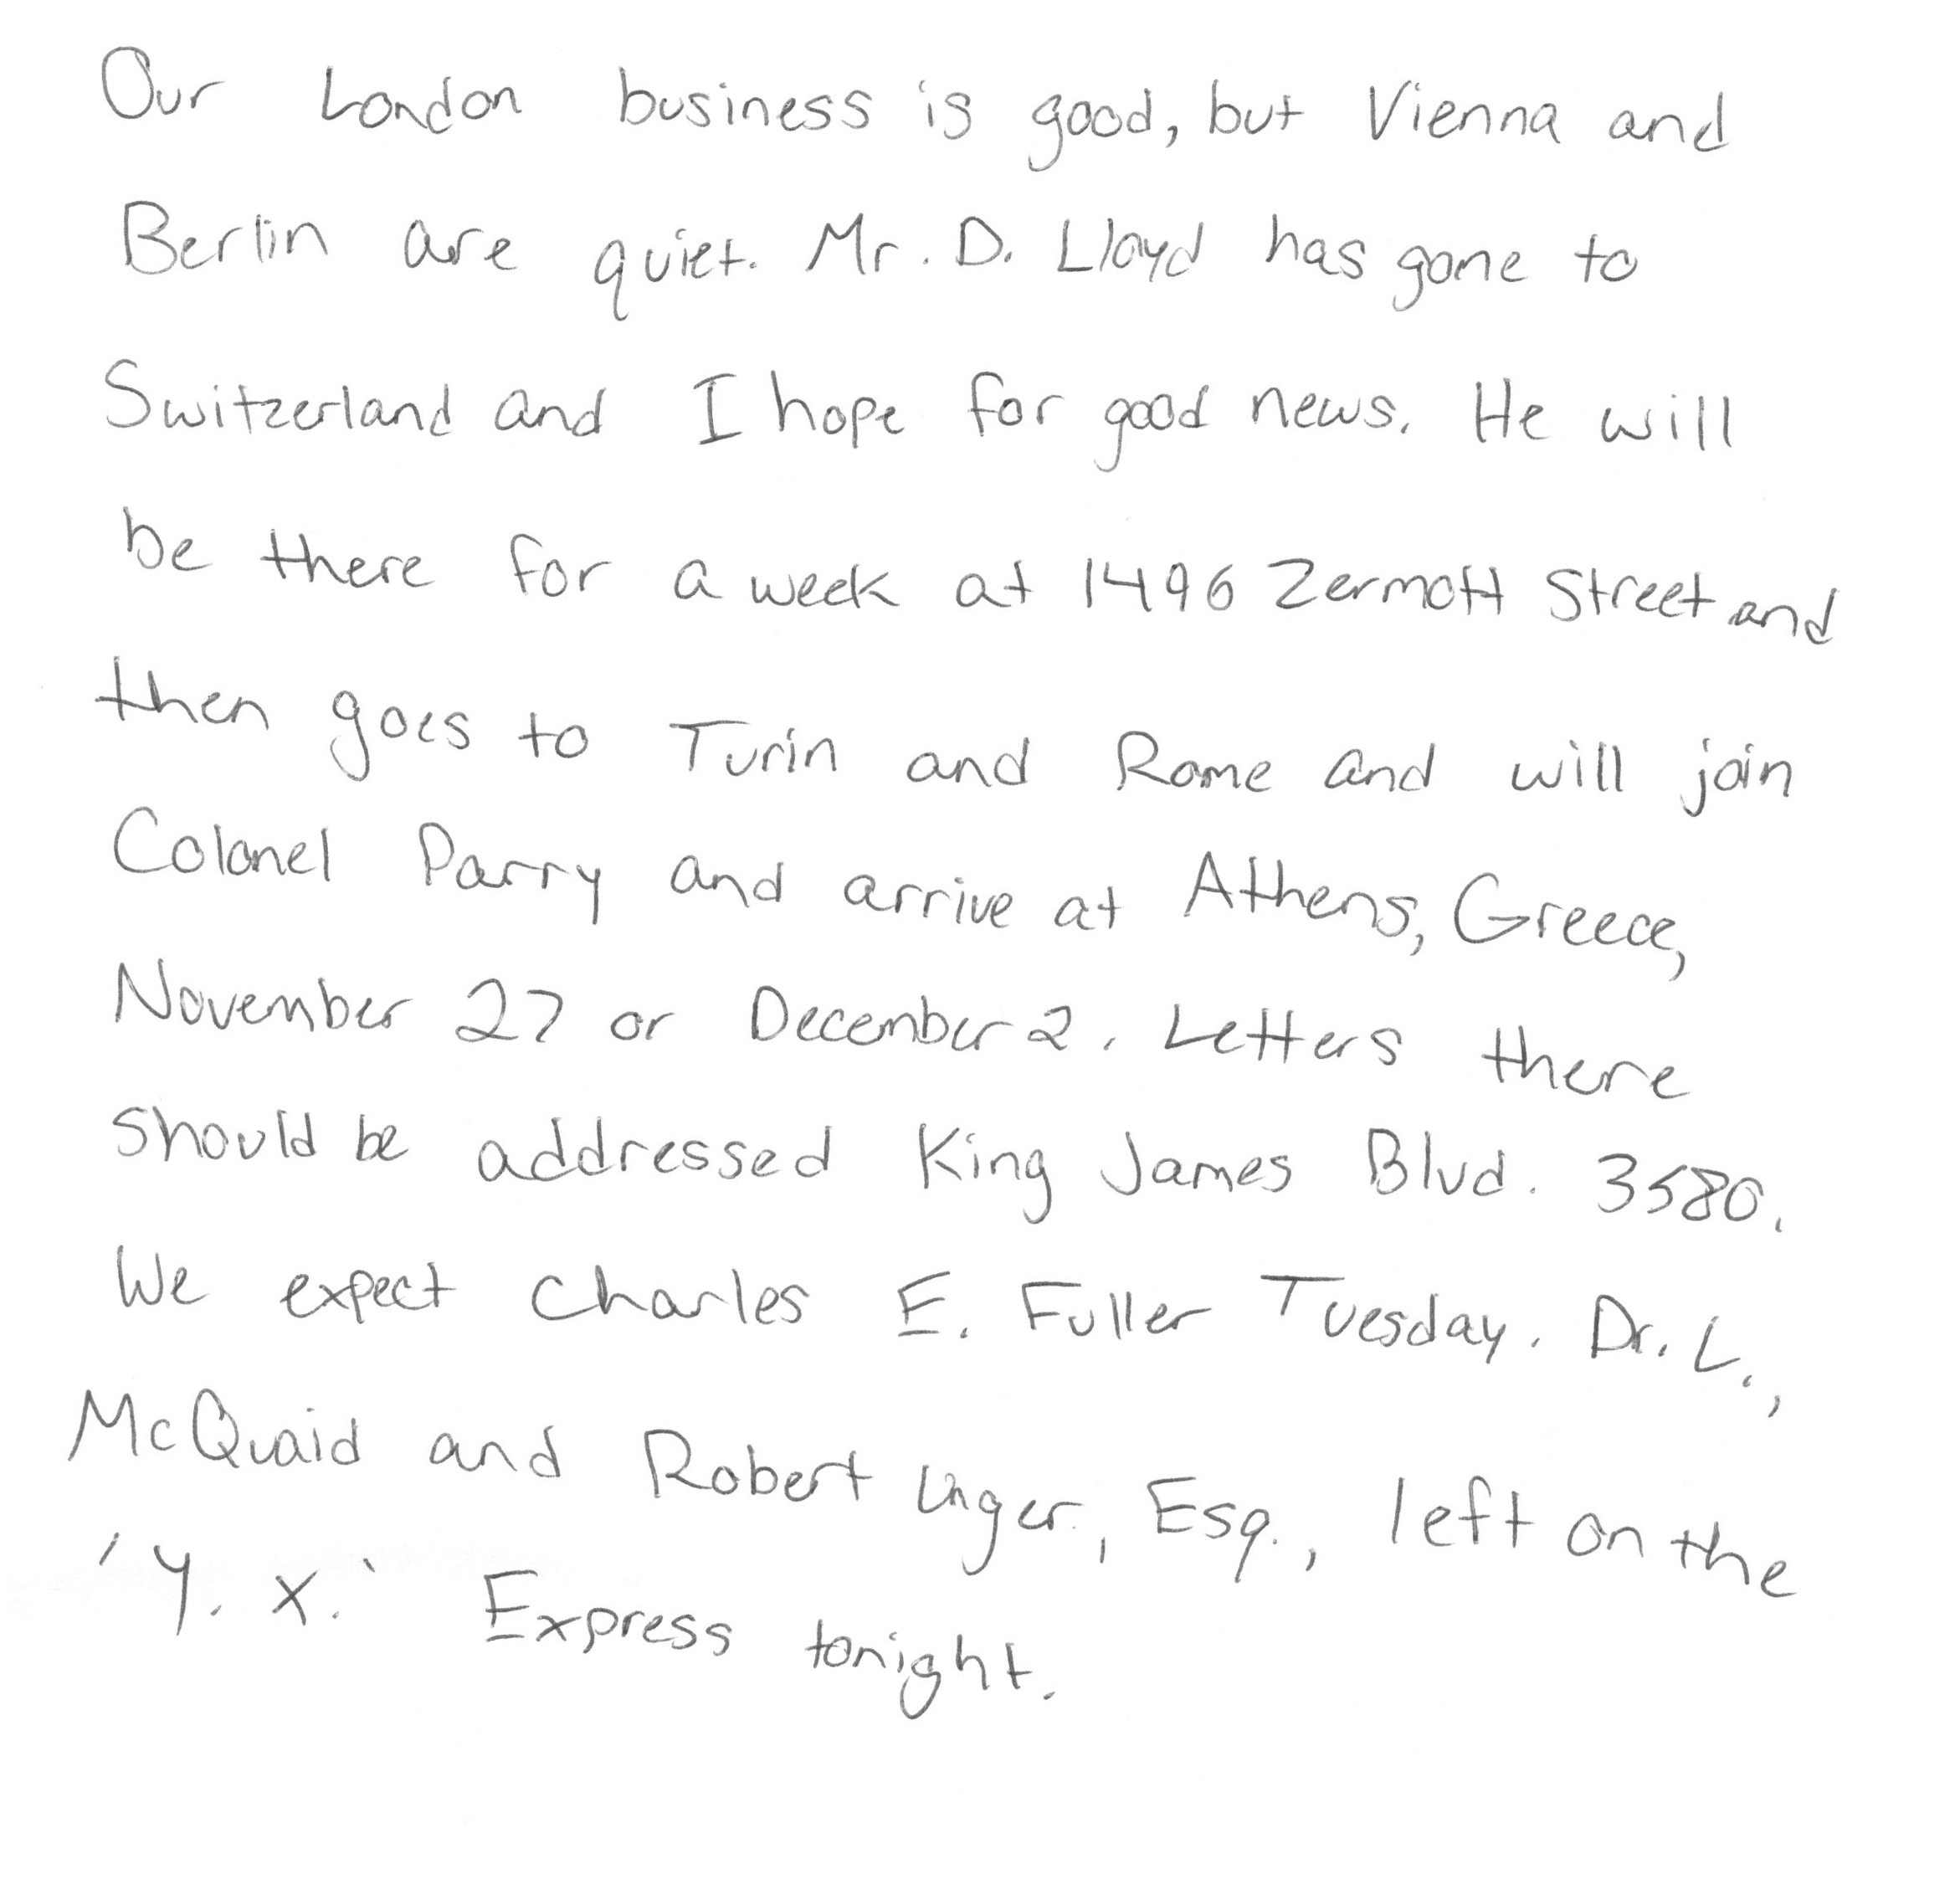 Our London business is good, but Vienna and
Berlin are quiet. Mr. D. Lloyd has gone to
Switzerland and I hope for good news. He will
be there for a week at 1496 Zermott Street and
then goes to Turin and Rome and will join
Colonel Parry and arrive at Athens, Greece,
November 27 or December 2. Letters there
should be addressed King James Blvd. 3580.
We expect Charles E. Fuller Tuesday. Dr. L.,
McQuaid and Robert Unger, Esq., left on the
'Y. X.' Express tonight.